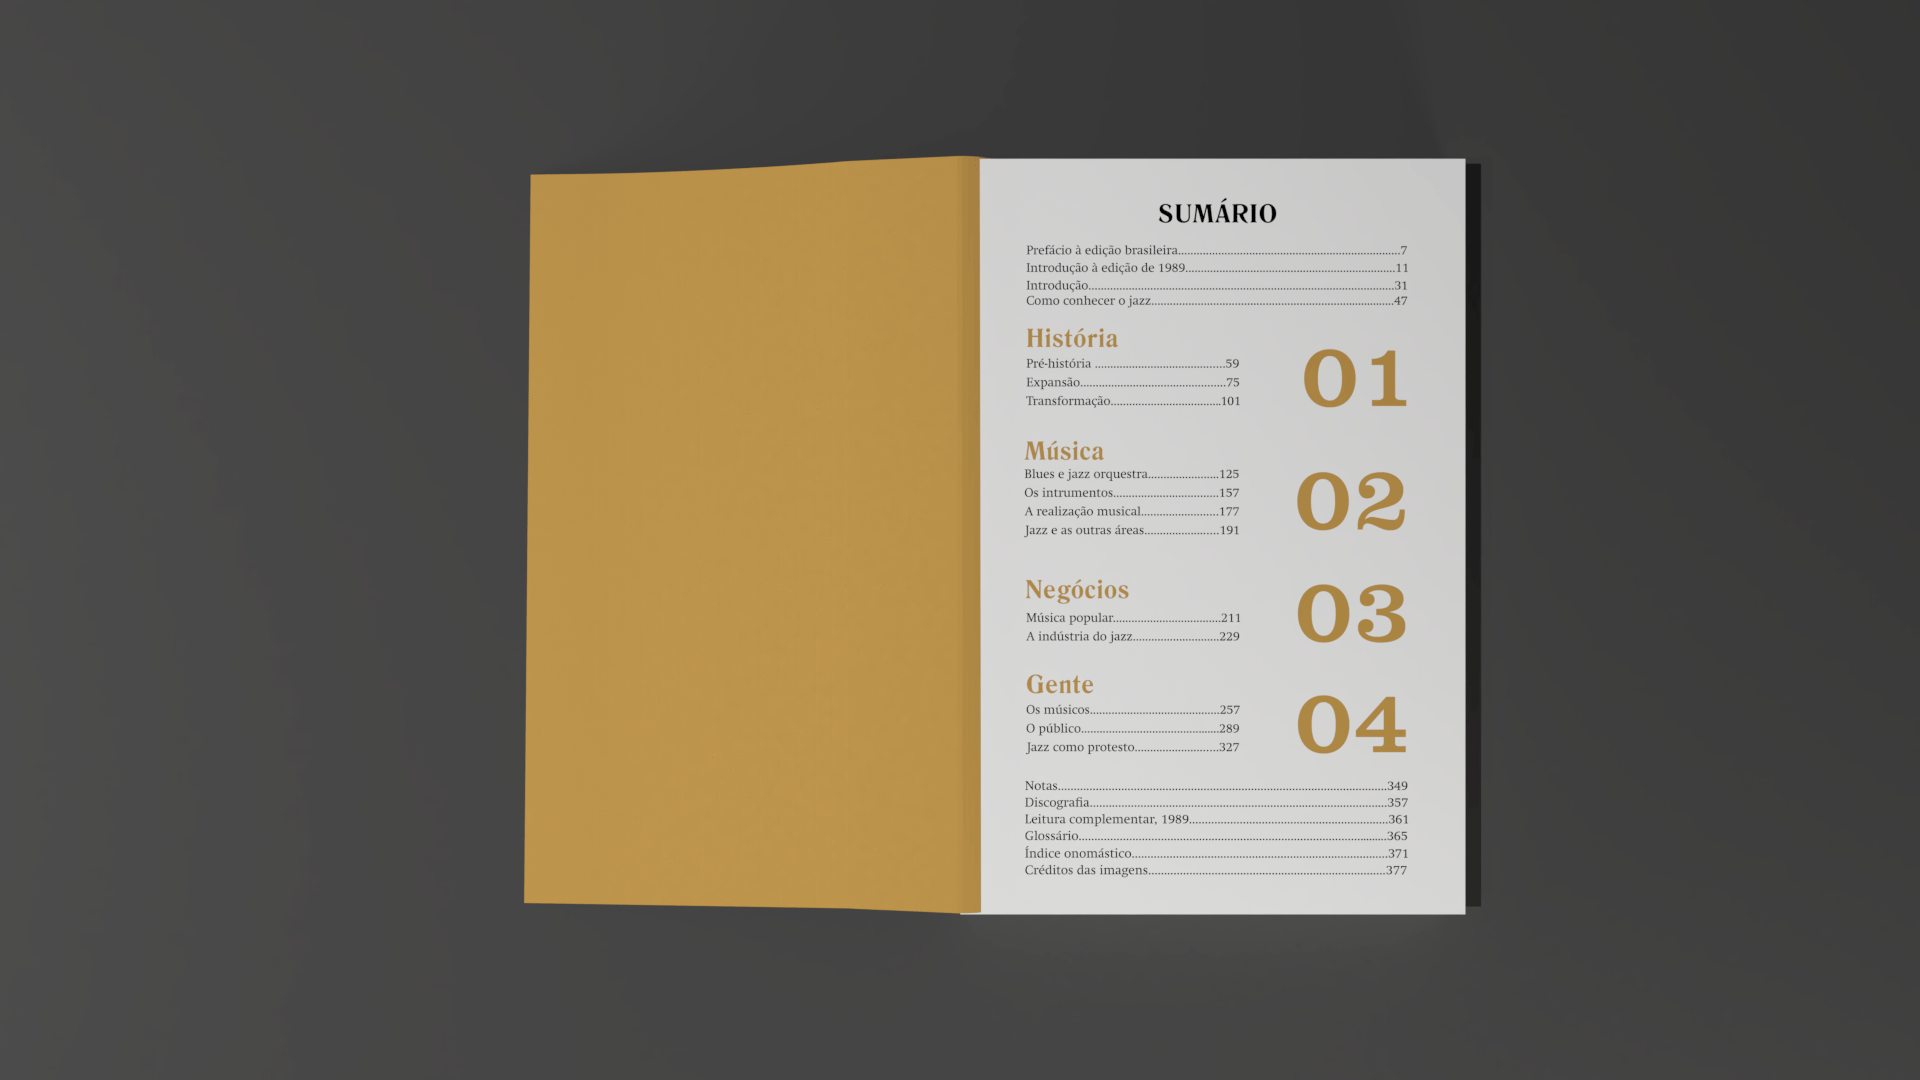 SUMÁRIO
Prefácio à edição brasileira.......................................................................7
Introdução à edição de 1989...................................................................11
Introdução..................................................................................................31
Como conhecer o jazz..............................................................................47
História
Pré-história ..........................................59
Expansão...............................................75
Transformação...................................101
01
Música
Blues e jazz orquestra.......................125
Os intrumentos..................................157
A realização musical.........................177
Jazz e as outras áreas........................191
02
Negócios
Música popular...................................211
A indústria do jazz............................229
03
Gente
Os músicos..........................................257
O público............................................289
Jazz como protesto...........................327
04
Notas.........................................................................................................349
Discografia...............................................................................................357
Leitura complementar, 1989................................................................361
Glossário...................................................................................................365
Índice onomástico..................................................................................371
Créditos das imagens............................................................................377